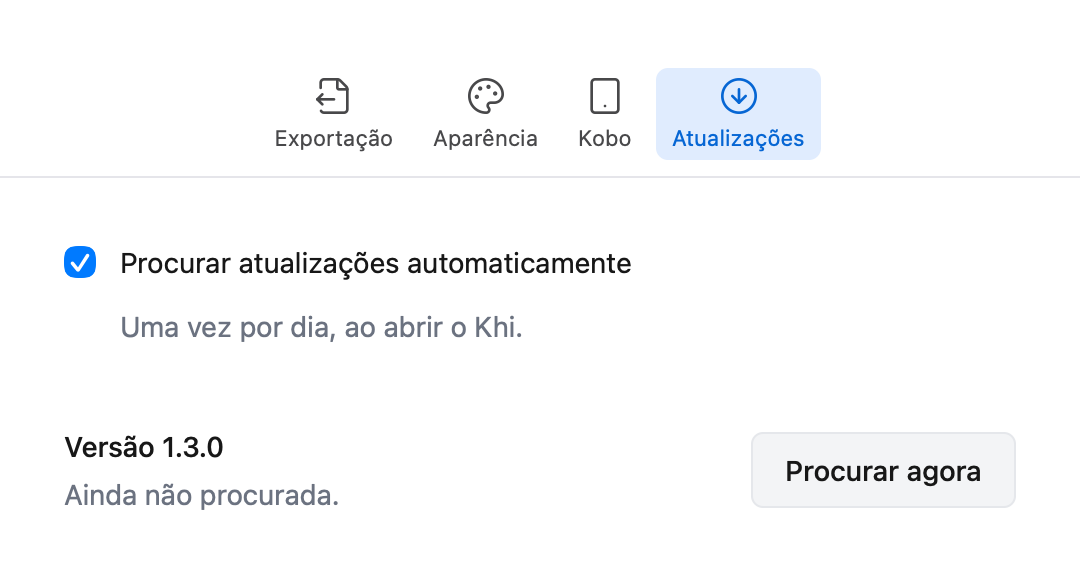 Exportação
Aparência
Kobo
Atualizações
Procurar atualizações automaticamente
Uma vez por dia, ao abrir o Khi.
Versão 1.3.0
Ainda não procurada.
Procurar agora